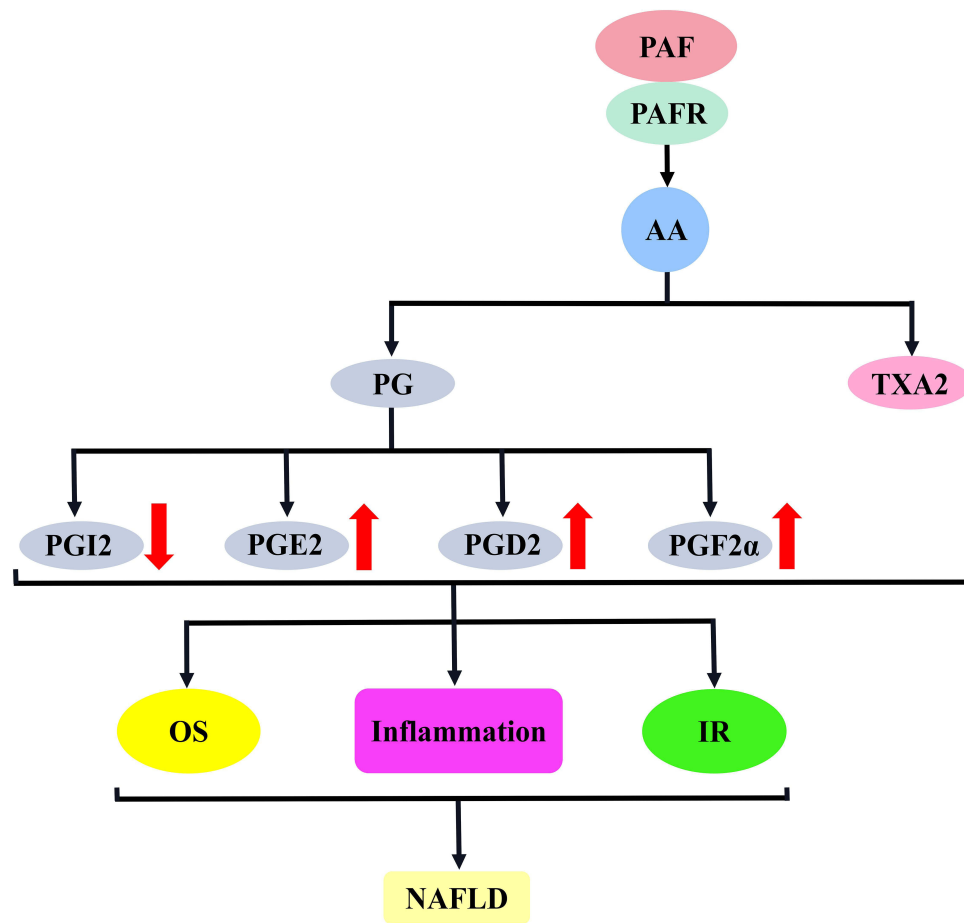 PAF
PAFR
AA
PG
TXA2
PGI2
PGE2
PGD2
PGF2α
OS
Inflammation
IR
NAFLD